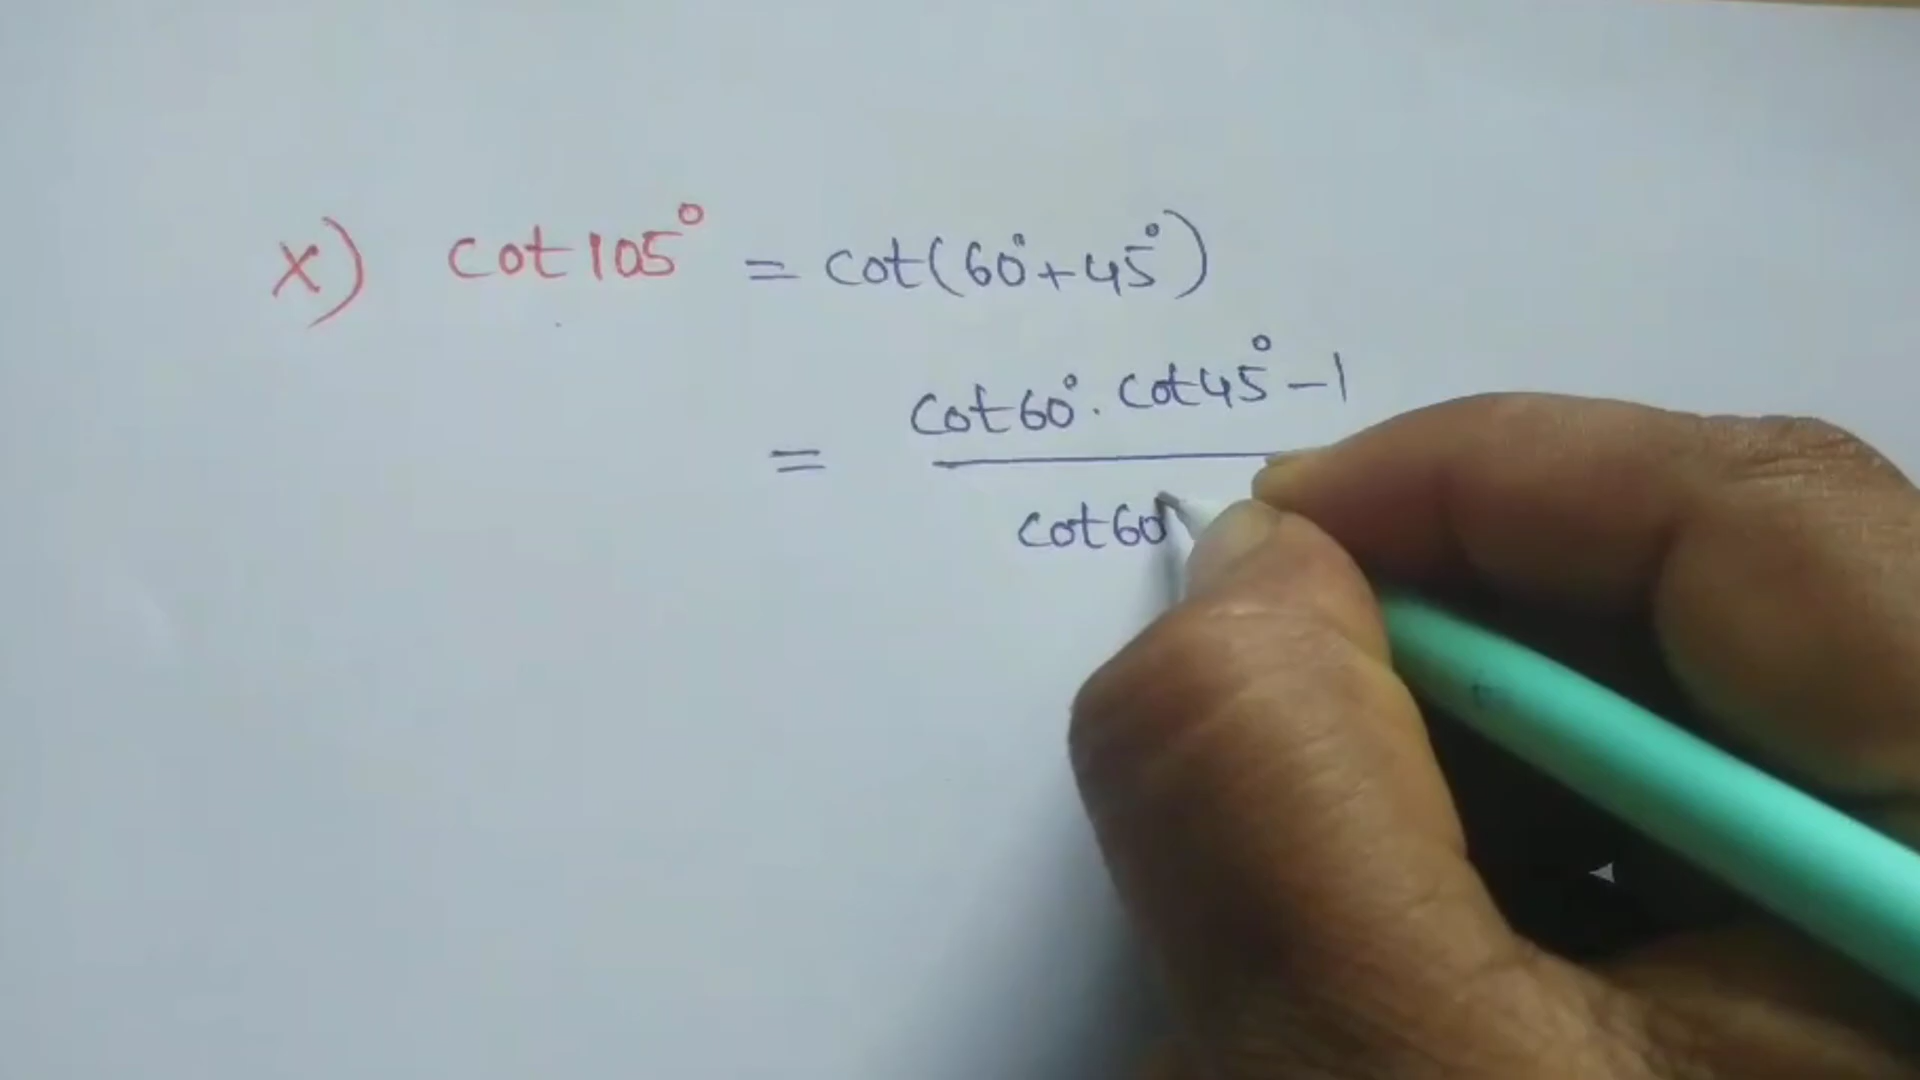 x) cot 105° = cot(60° + 45°)
= cot 60° . cot 45° - 1
cot 60